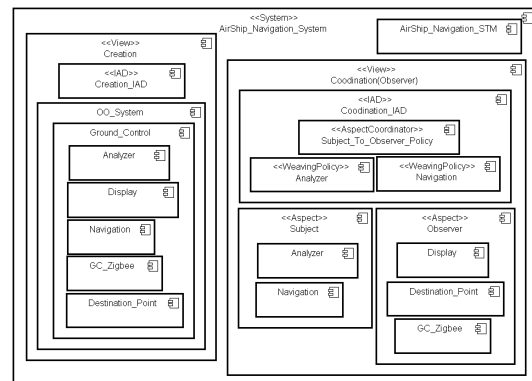 <<System>>
AirShip_Navigation_System
AirShip_Navigation_STM
<<View>>
Creation
<<IAD>>
Creation_IAD
OO_System
Ground_Control
Analyzer
Display
Navigation
GC_Zigbee
Destination_Point
<<View>>
Coodination(Observer)
<<IAD>>
Coodination_IAD
<<AspectCoordinator>>
Subject_To_Observer_Policy
<<WeavingPolicy>>
Analyzer
<<WeavingPolicy>>
Navigation
<<Aspect>>
Subject
Analyzer
Navigation
<<Aspect>>
Observer
Display
Destination_Point
GC_Zigbee